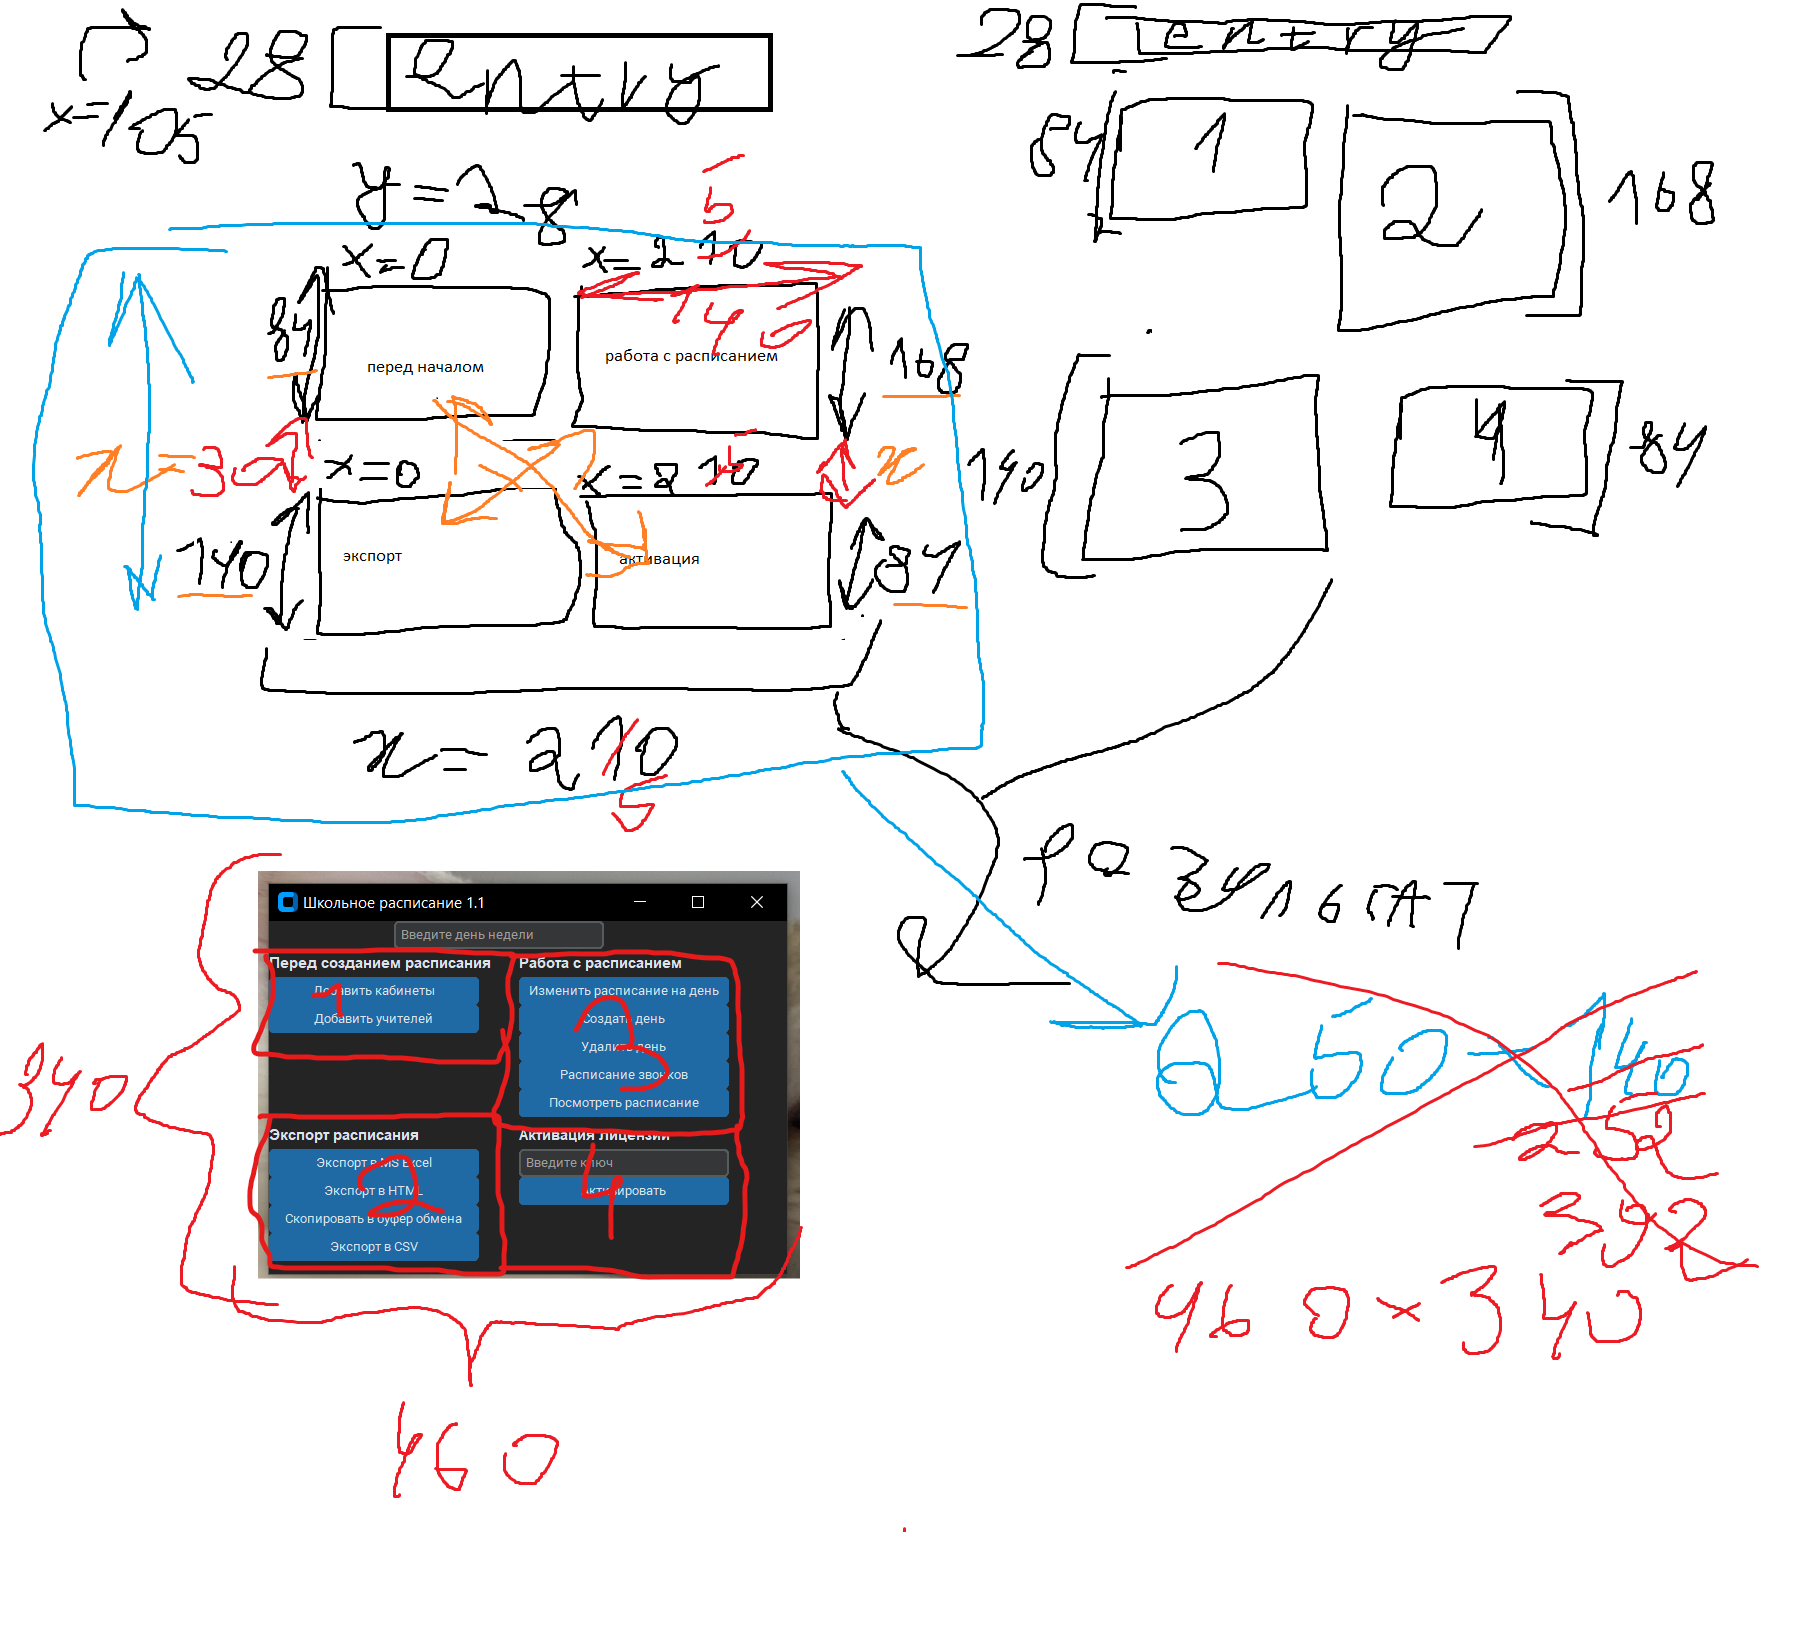 28 entry
x=105
28 entry
y=28
5
x=0
x=210
140
84
перед началом
работа с расписанием
168
x=30
x=0
x=210
5
x
140
экспорт
активация
84
x=210
5
84
1
2
168
140
3
4
84
результат
250 140
252
392
460×340
340
Школьное расписание 1.1
Введите день недели
Перед созданием расписания
Добавить кабинеты
Добавить учителей
1
Работа с расписанием
Изменить расписание на день
Создать день
Удалить день
Расписание звонков
Посмотреть расписание
2
Экспорт расписания
Экспорт в MS Excel
Экспорт в HTML
Скопировать в буфер обмена
Экспорт в CSV
2
Активация лицензии
Введите ключ
Активировать
4
460